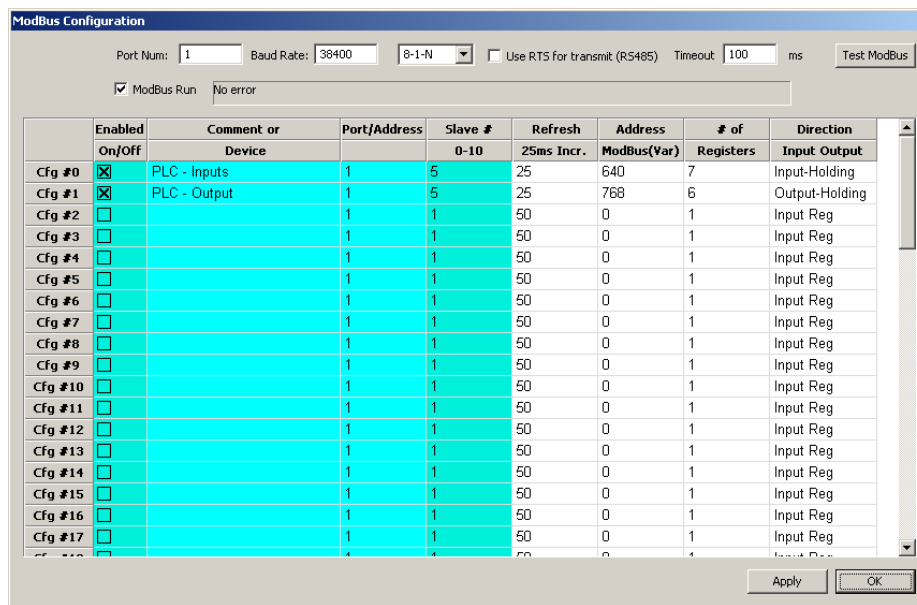 ModBus Configuration
Port Num: 1 Baud Rate: 38400 8-1-N Use RTS for transmit (RS485) Timeout 100 ms Test ModBus
ModBus Run No error
Enabled Comment or Port/Address Slave # Refresh Address # of Direction
On/Off Device 0-10 25ms Incr. ModBus(Var) Registers Input Output
Cfg #0 PLC - Inputs 1 5 25 640 7 Input-Holding
Cfg #1 PLC - Output 1 5 25 768 6 Output-Holding
Cfg #2 1 1 50 0 1 Input Reg
Cfg #3 1 1 50 0 1 Input Reg
Cfg #4 1 1 50 0 1 Input Reg
Cfg #5 1 1 50 0 1 Input Reg
Cfg #6 1 1 50 0 1 Input Reg
Cfg #7 1 1 50 0 1 Input Reg
Cfg #8 1 1 50 0 1 Input Reg
Cfg #9 1 1 50 0 1 Input Reg
Cfg #10 1 1 50 0 1 Input Reg
Cfg #11 1 1 50 0 1 Input Reg
Cfg #12 1 1 50 0 1 Input Reg
Cfg #13 1 1 50 0 1 Input Reg
Cfg #14 1 1 50 0 1 Input Reg
Cfg #15 1 1 50 0 1 Input Reg
Cfg #16 1 1 50 0 1 Input Reg
Cfg #17 1 1 50 0 1 Input Reg
Apply OK